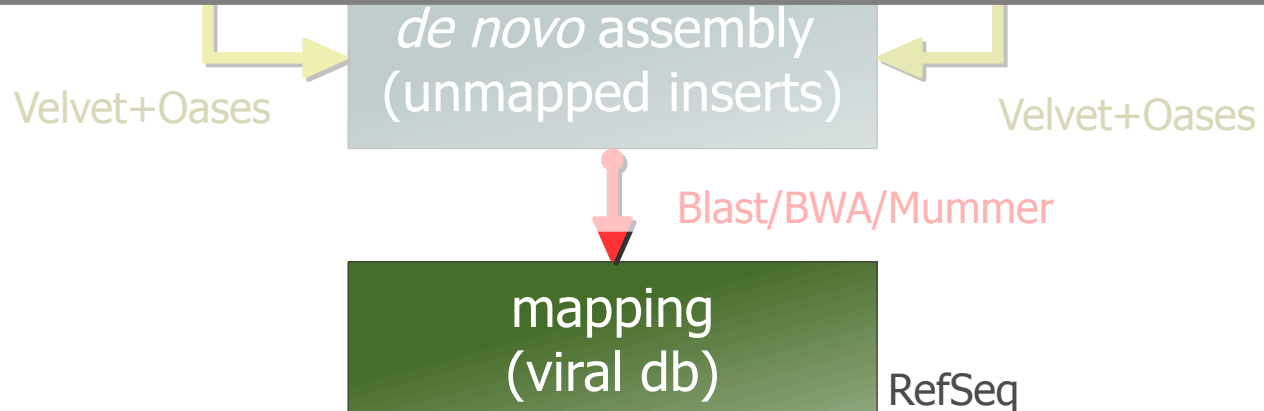 de novo assembly
(unmapped inserts)
Velvet+Oases
Velvet+Oases
Blast/BWA/Mummer
mapping
(viral db)
RefSeq